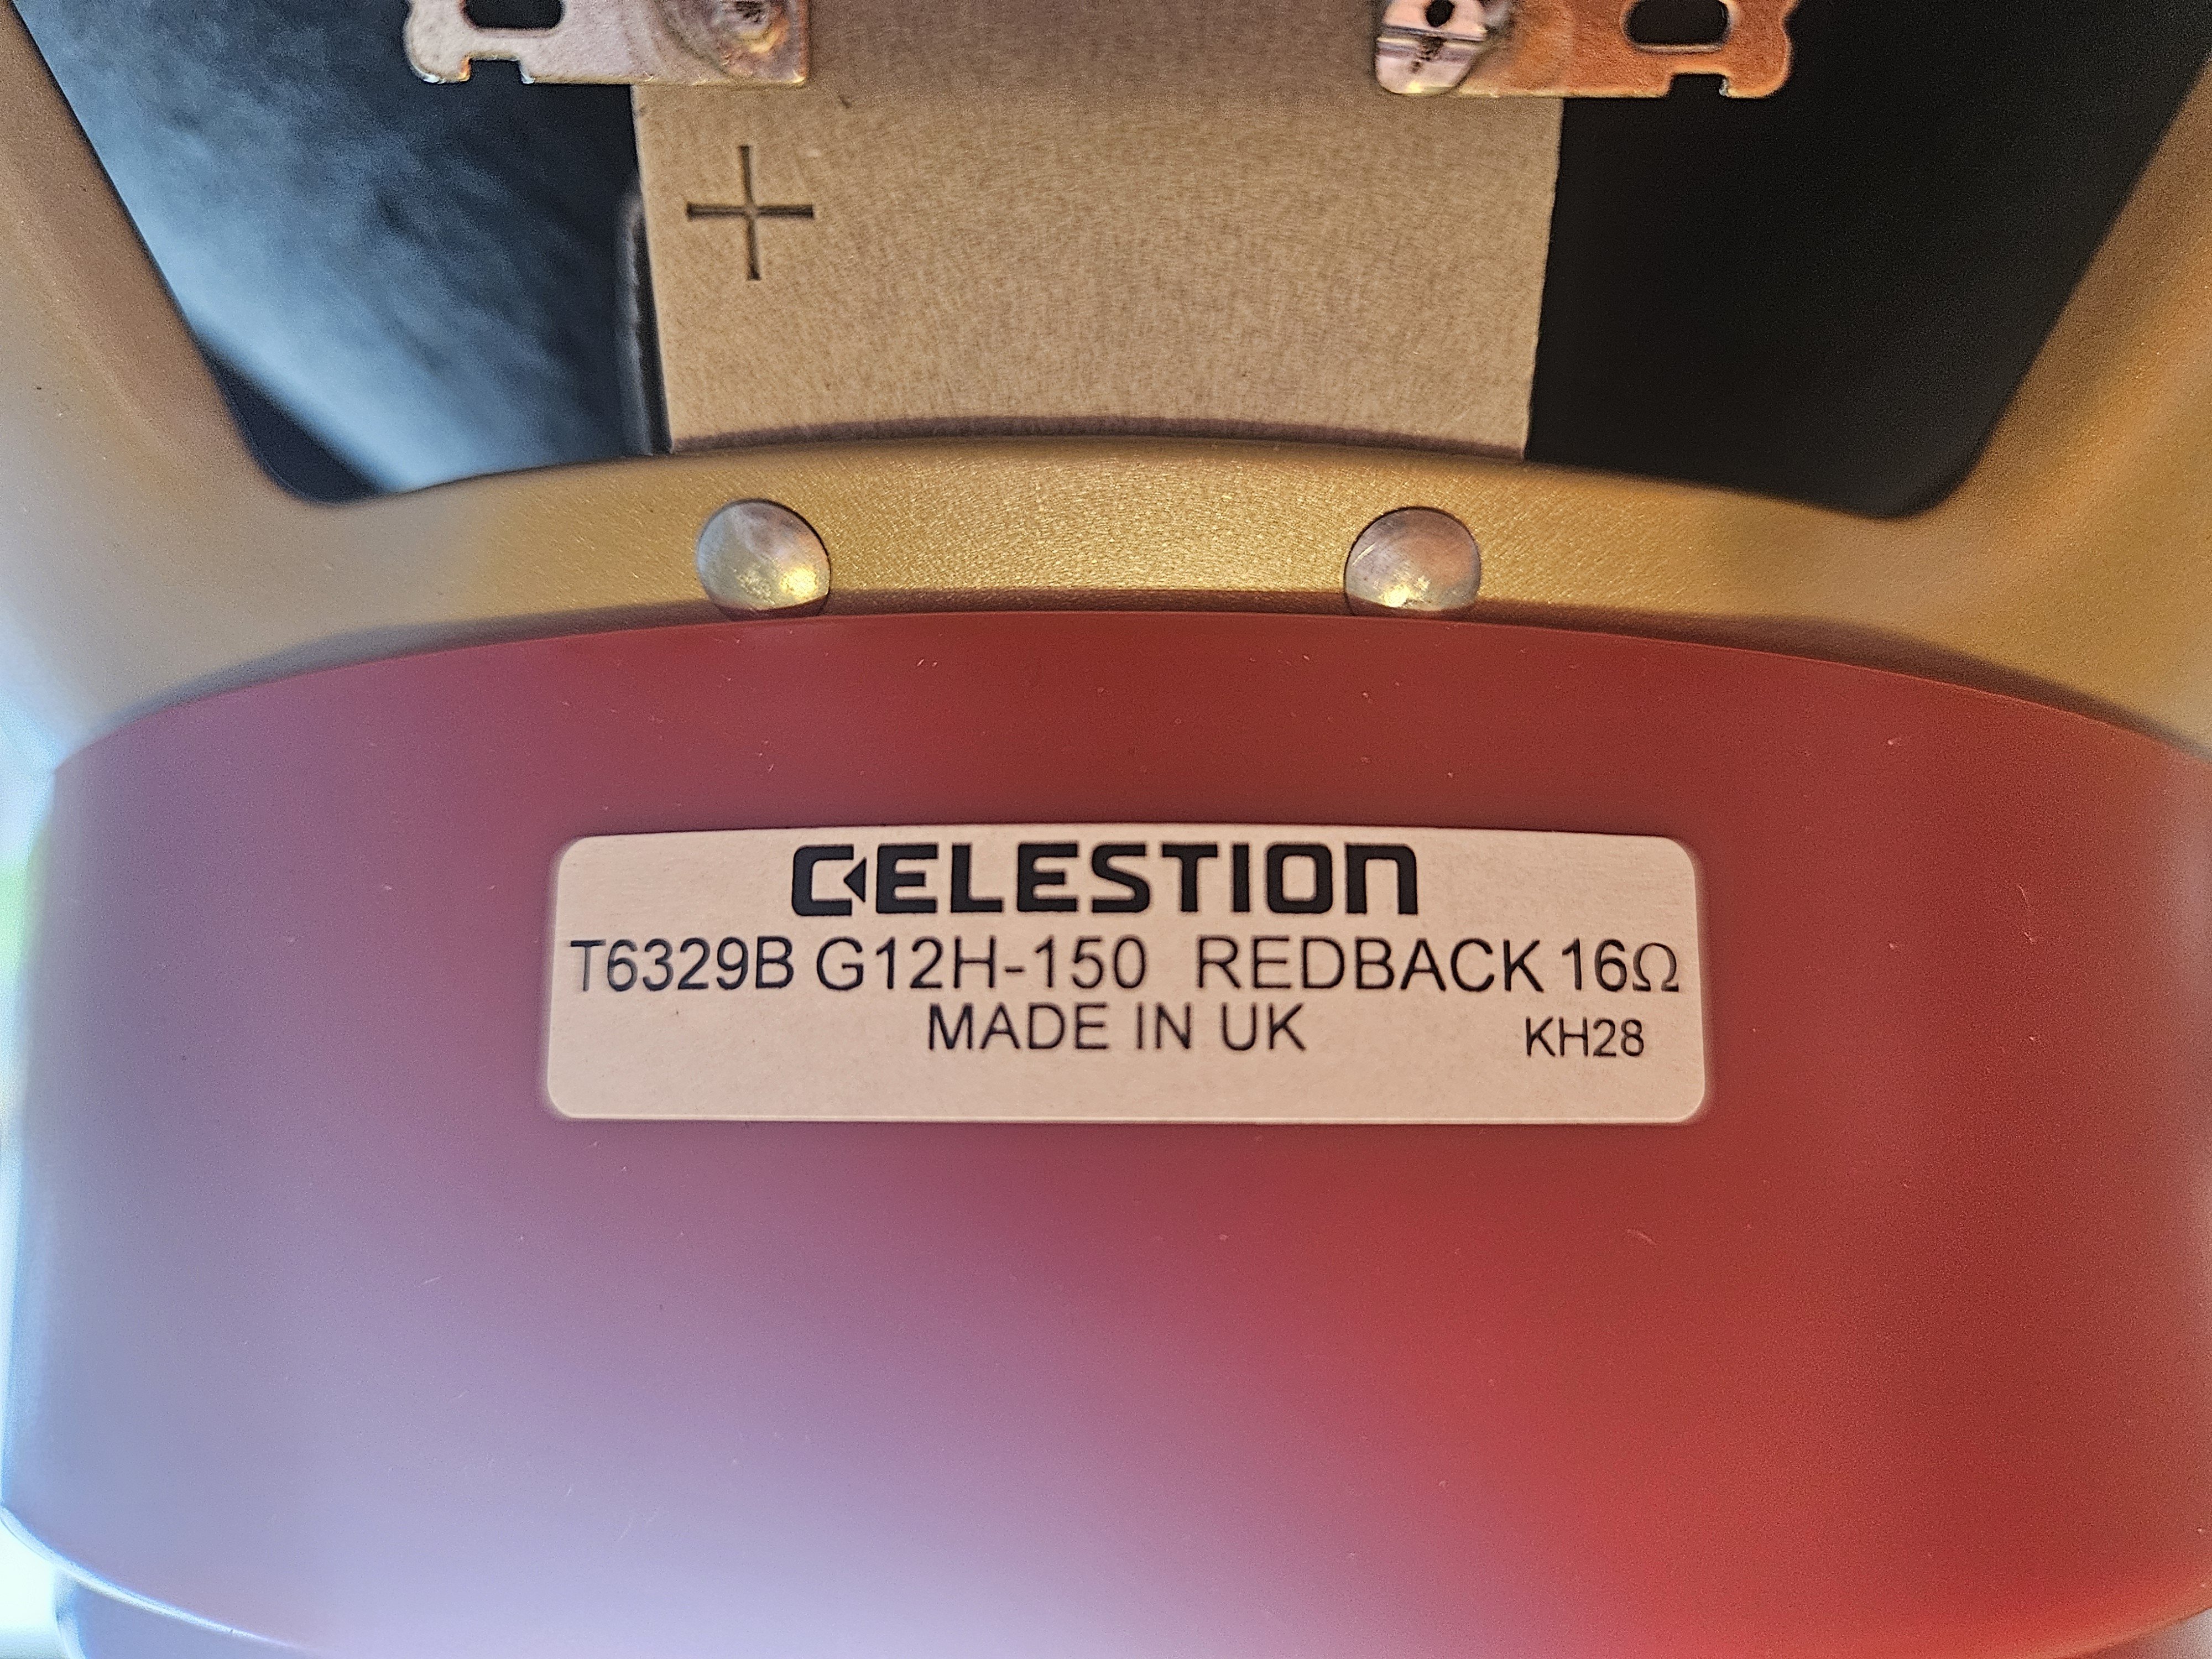 +
CELESTION
T6329B G12H-150 REDBACK 16Ω
MADE IN UK KH28